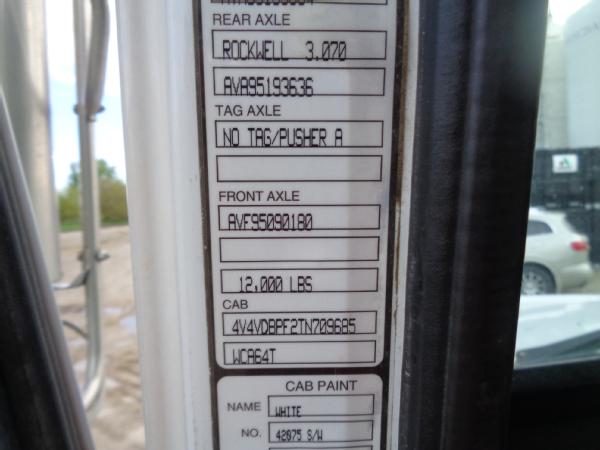 REAR AXLE
ROCKWELL 3.070
AVA95193636
TAG AXLE
NO TAG/PUSHER A
FRONT AXLE
AVF95090180
12,000 LBS
CAB
4V4VDBPF2TN709685
WCA64T
CAB PAINT
NAME WHITE
NO. 42075 S/W